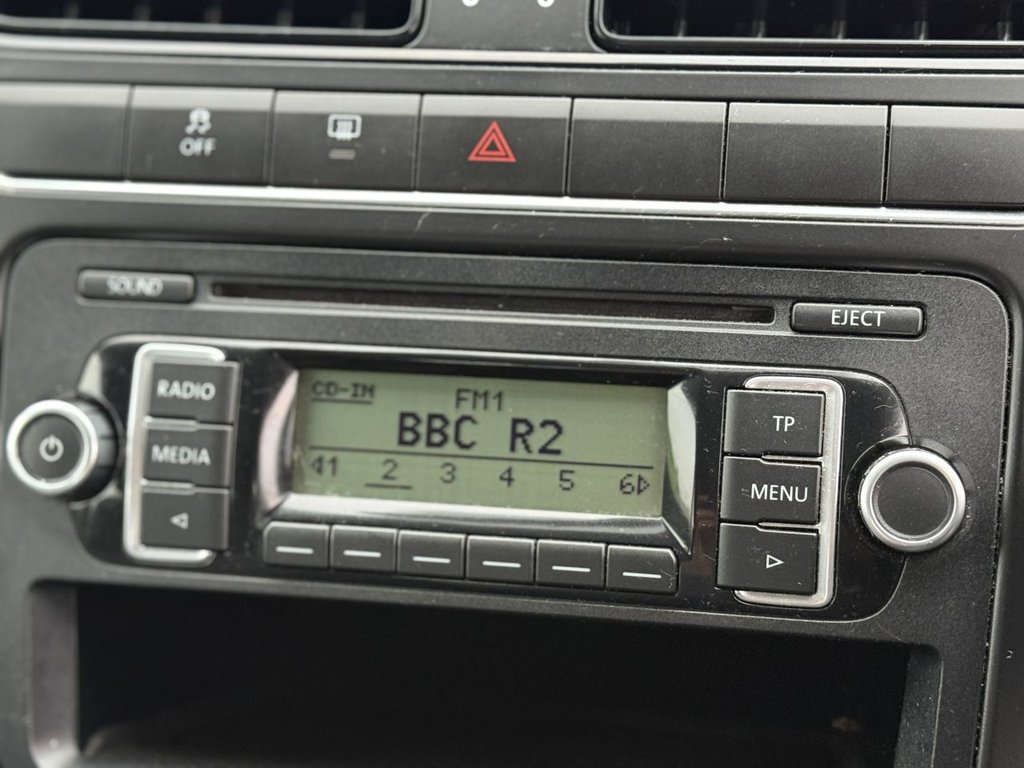 OFF
SOUND
EJECT
RADIO
MEDIA
CD-IN
FM1
BBC R2
1 2 3 4 5 6
TP
MENU